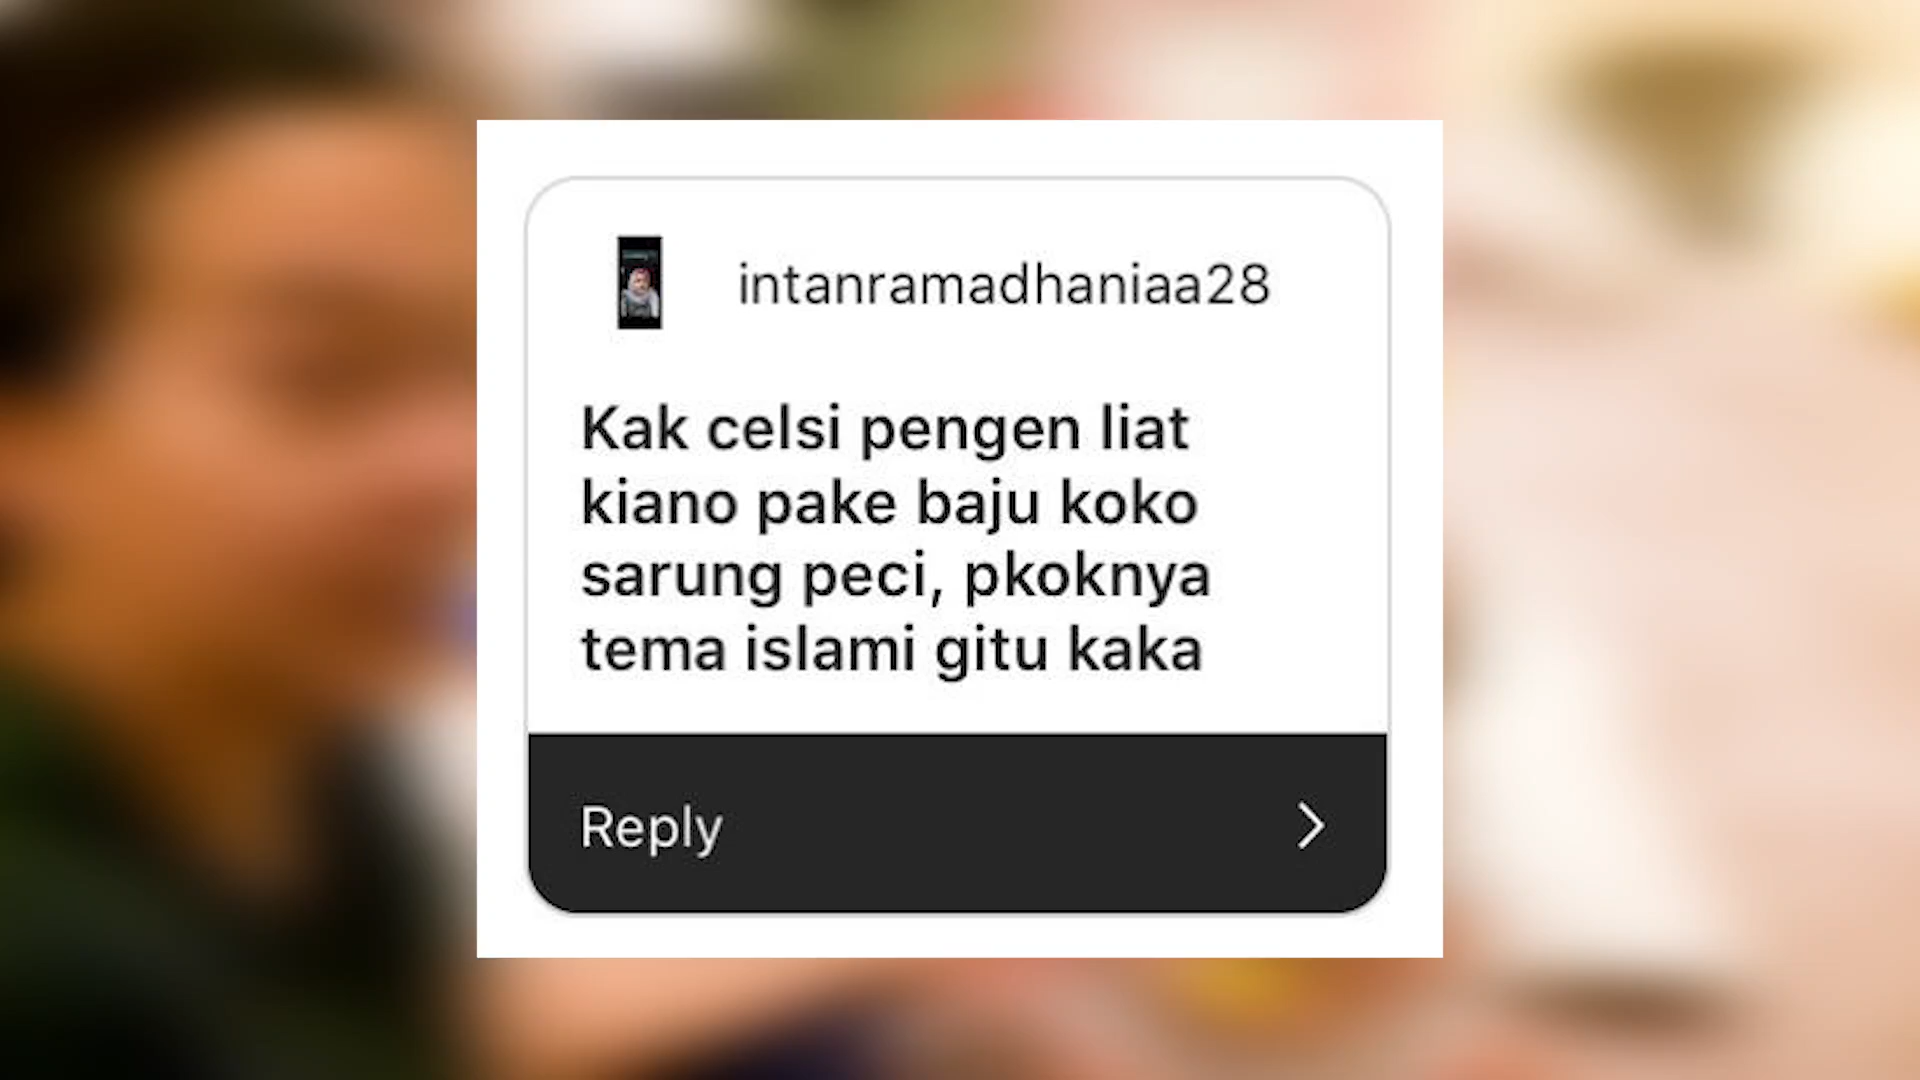 intanramadhaniaa28
Kak celsi pengen liat
kiano pake baju koko
sarung peci, pkoknya
tema islami gitu kaka
Reply